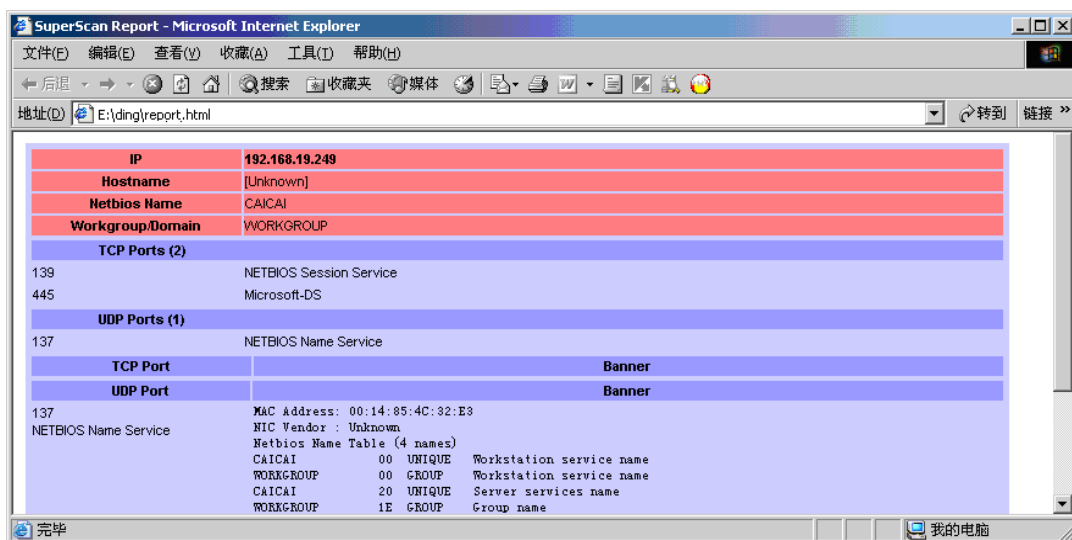 SuperScan Report - Microsoft Internet Explorer
文件(F) 编辑(E) 查看(V) 收藏(A) 工具(T) 帮助(H)
后退 搜索 收藏夹 媒体
地址(D) E:\ding\report.html 转到 链接 »
IP 192.168.19.249
Hostname [Unknown]
Netbios Name CAICAI
Workgroup/Domain WORKGROUP
TCP Ports (2)
139 NETBIOS Session Service
445 Microsoft-DS
UDP Ports (1)
137 NETBIOS Name Service
TCP Port Banner
UDP Port Banner
137 MAC Address: 00:14:85:4C:32:E3
NETBIOS Name Service NIC Vendor : Unknown
Netbios Name Table (4 names)
CAICAI 00 UNIQUE Workstation service name
WORKGROUP 00 GROUP Workstation service name
CAICAI 20 UNIQUE Server services name
WORKGROUP 1E GROUP Group name
完毕 我的电脑